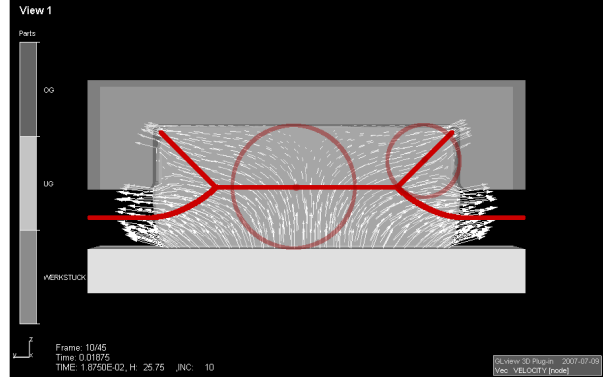 View 1
Parts
OG
UG
WERKSTUCK
Z
Y
X
Frame: 10/45
Time: 0.01875
TIME: 1.8750E-02, H: 25.75 ,INC: 10
GLview 3D Plug-in 2007-07-09
Vec VELOCITY [node]